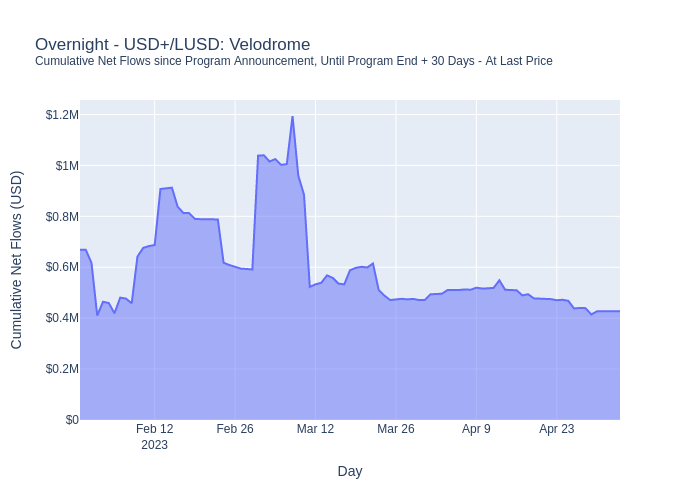 Overnight - USD+/LUSD: Velodrome
Cumulative Net Flows since Program Announcement, Until Program End + 30 Days - At Last Price
Cumulative Net Flows (USD)
$1.2M
$1M
$0.8M
$0.6M
$0.4M
$0.2M
$0
Feb 12 Feb 26 Mar 12 Mar 26 Apr 9 Apr 23
2023
Day